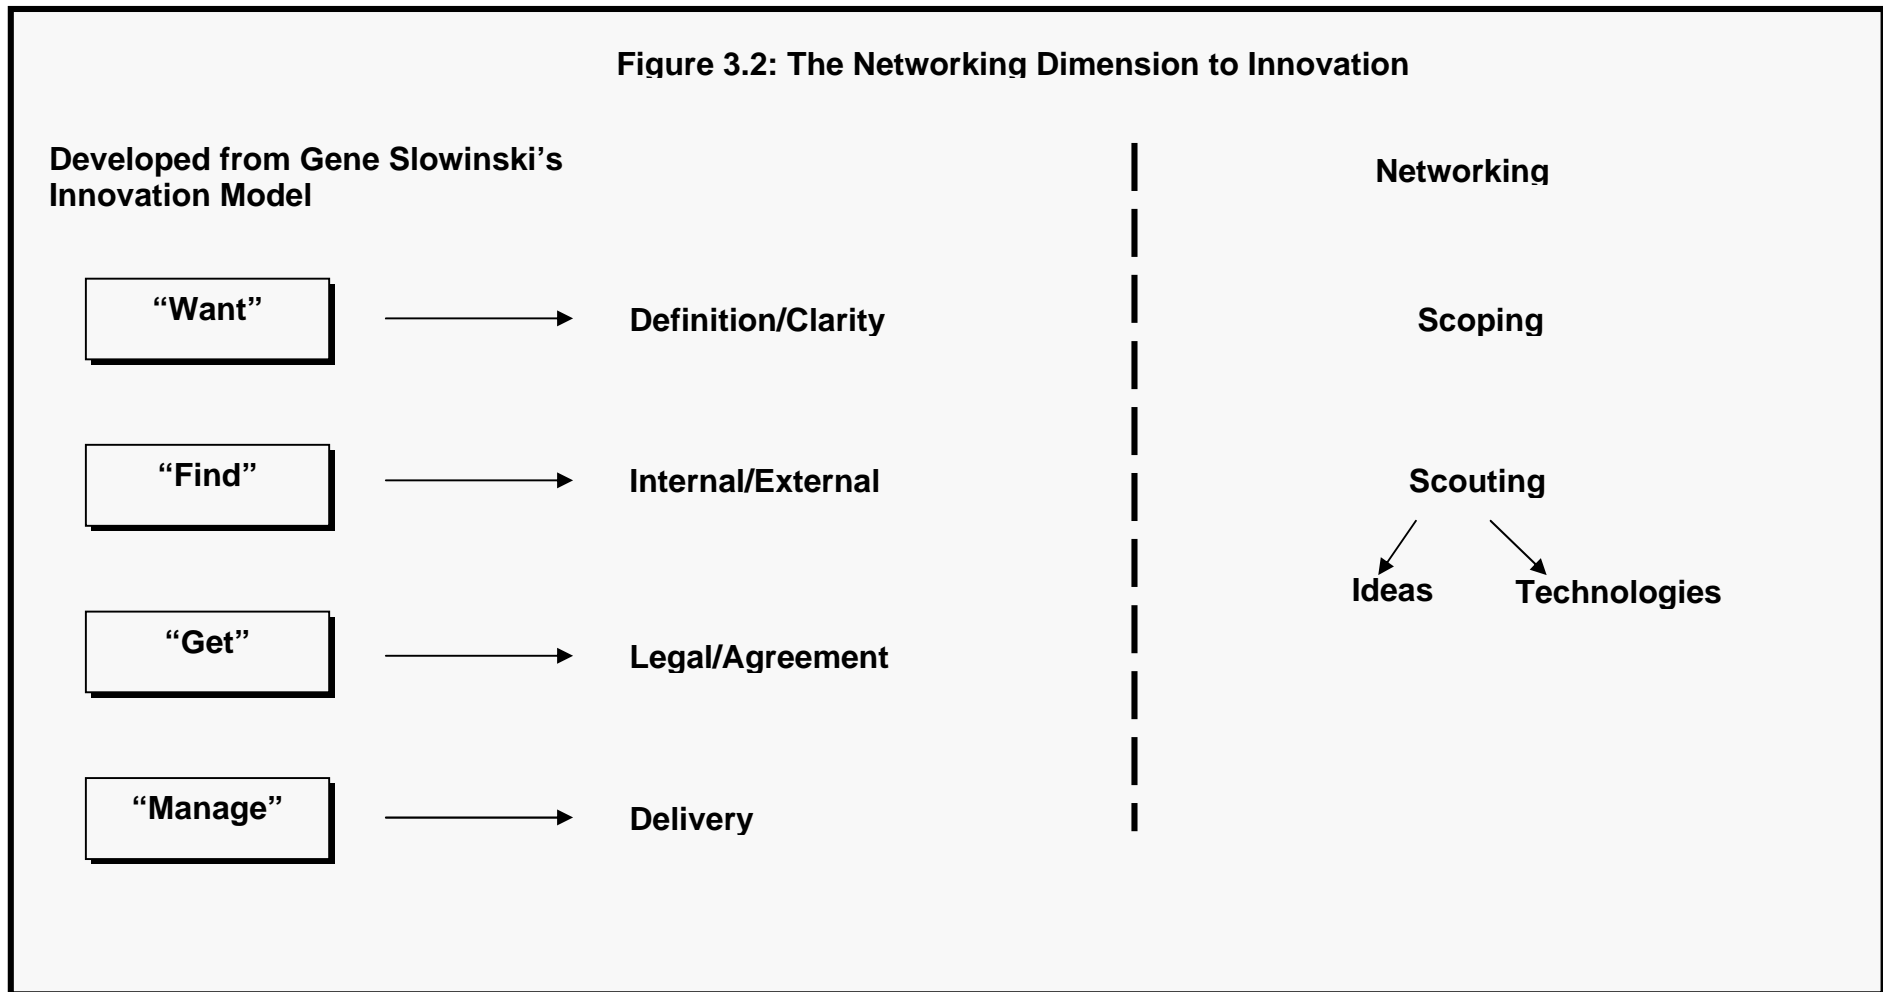 Figure 3.2: The Networking Dimension to Innovation
Developed from Gene Slowinski’s
Innovation Model
Networking
“Want”
Definition/Clarity
Scoping
“Find”
Internal/External
Scouting
Ideas
Technologies
“Get”
Legal/Agreement
“Manage”
Delivery